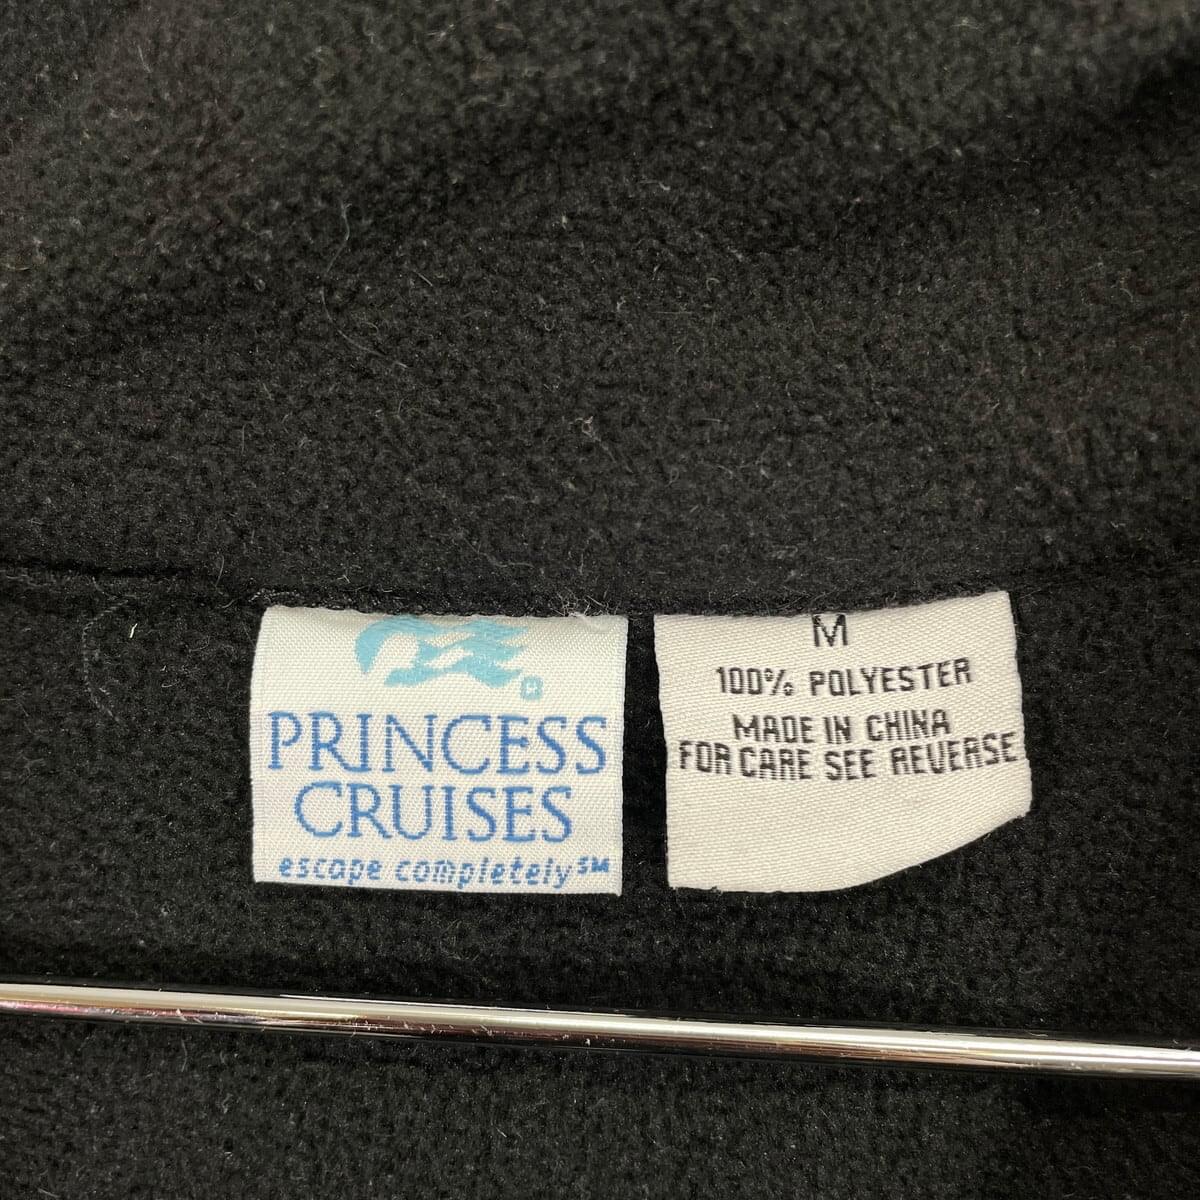 ®
PRINCESS
CRUISES
escape completely℠
M
100% POLYESTER
MADE IN CHINA
FOR CARE SEE REVERSE